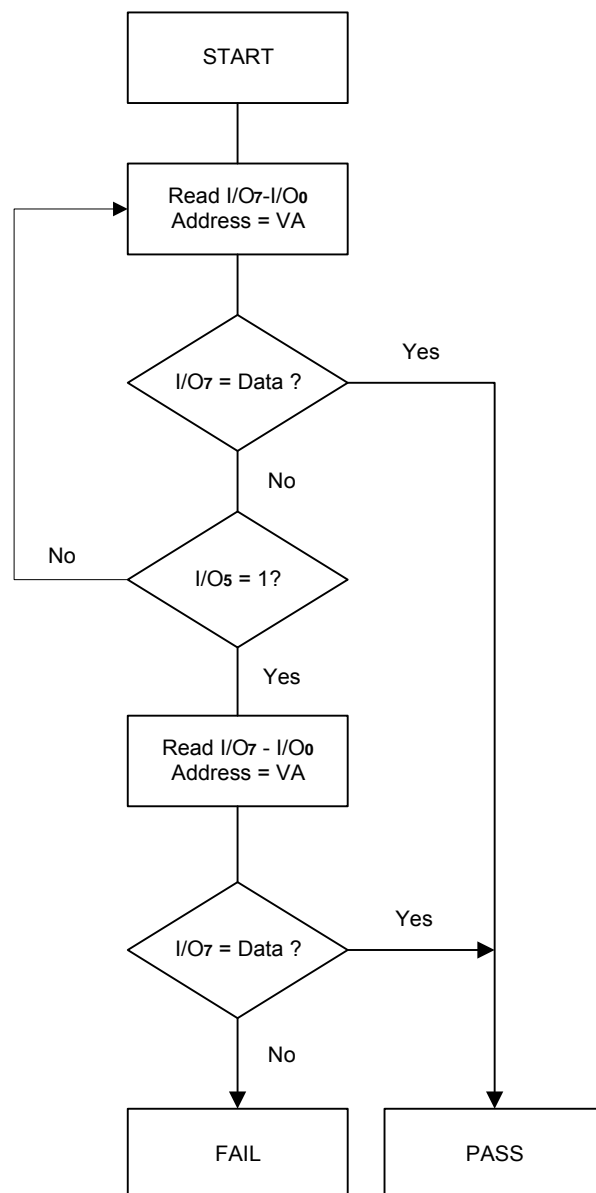 START
Read I/O7-I/O0
Address = VA
I/O7 = Data ?
Yes
No
No
I/O5 = 1?
Yes
Read I/O7 - I/O0
Address = VA
I/O7 = Data ?
Yes
No
FAIL
PASS